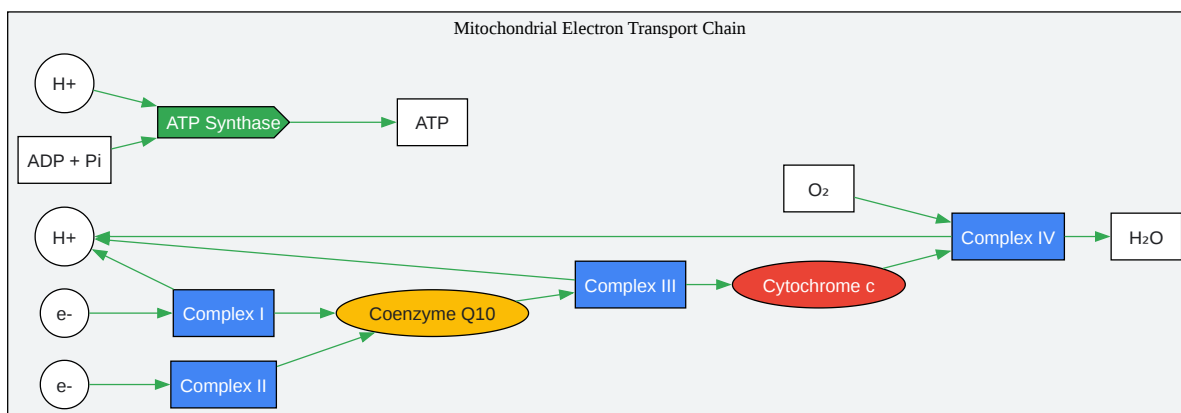 Mitochondrial Electron Transport Chain
H+
ATP Synthase
ATP
ADP + Pi
O₂
H+
Complex IV
H₂O
Complex III
Cytochrome c
e-
Complex I
Coenzyme Q10
e-
Complex II